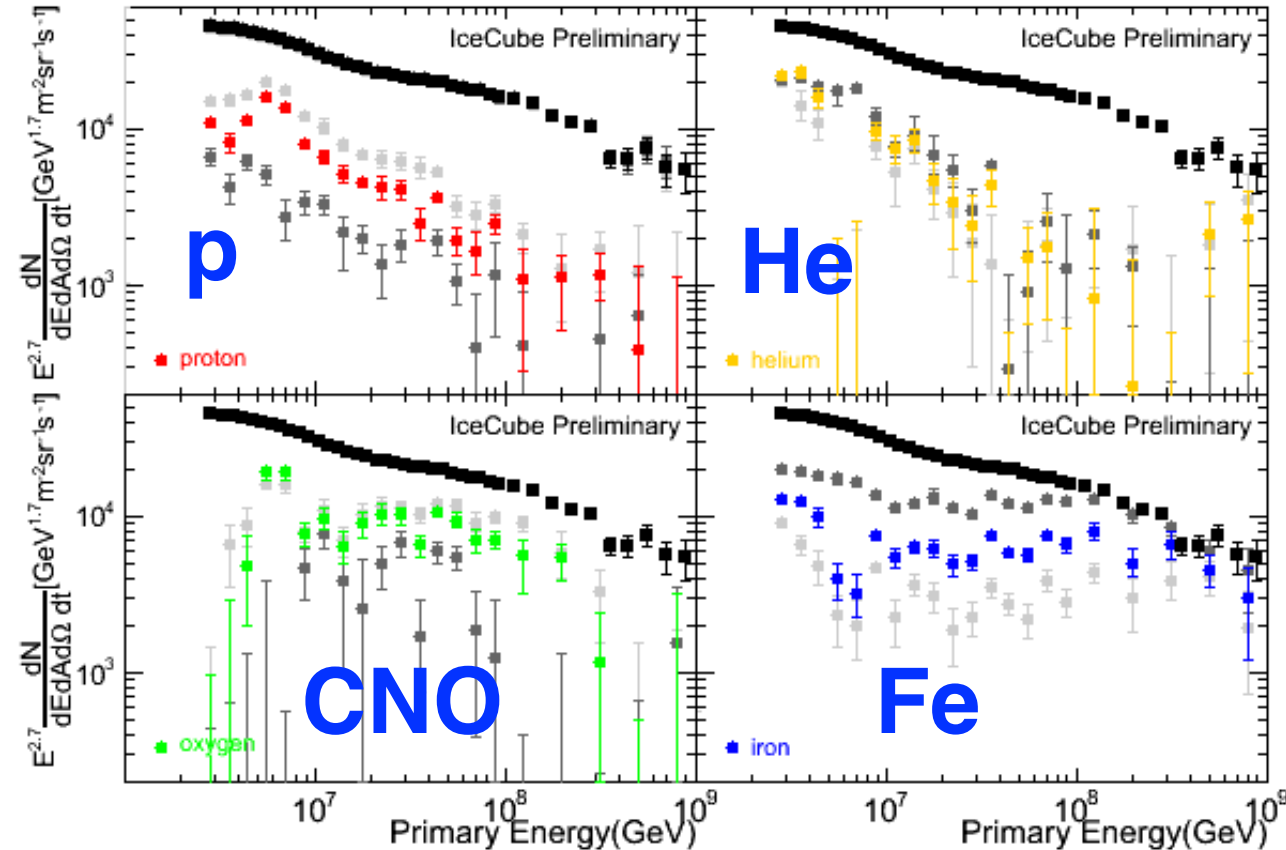 IceCube Preliminary
IceCube Preliminary
E^2.7 dN/dEdAdΩ dt [GeV^1.7 m^-2 sr^-1 s^-1]
10^4
10^3
p
He
proton
helium
IceCube Preliminary
IceCube Preliminary
E^2.7 dN/dEdAdΩ dt [GeV^1.7 m^-2 sr^-1 s^-1]
10^4
10^3
CNO
Fe
oxygen
iron
10^7
10^8
10^9
10^7
10^8
10^9
Primary Energy(GeV)
Primary Energy(GeV)